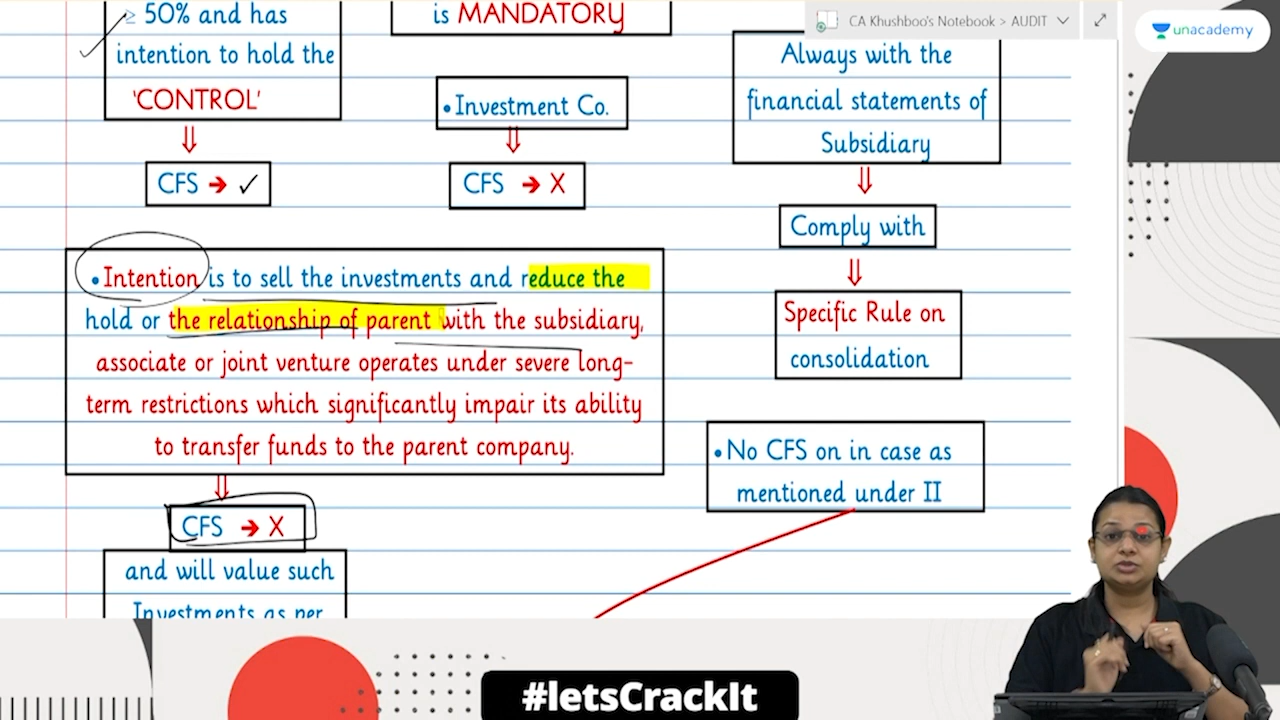 ≥ 50% and has
intention to hold the
'CONTROL'
⇓
CFS ➔ ✓
is MANDATORY
• Investment Co.
⇓
CFS ➔ X
CA Khushboo's Notebook > AUDIT
unacademy
Always with the
financial statements of
Subsidiary
⇓
Comply with
⇓
Specific Rule on
consolidation
• Intention is to sell the investments and reduce the
hold or the relationship of parent with the subsidiary,
associate or joint venture operates under severe long-
term restrictions which significantly impair its ability
to transfer funds to the parent company.
⇓
CFS ➔ X
and will value such
Investments as per
• No CFS on in case as
mentioned under II
#letsCrackIt